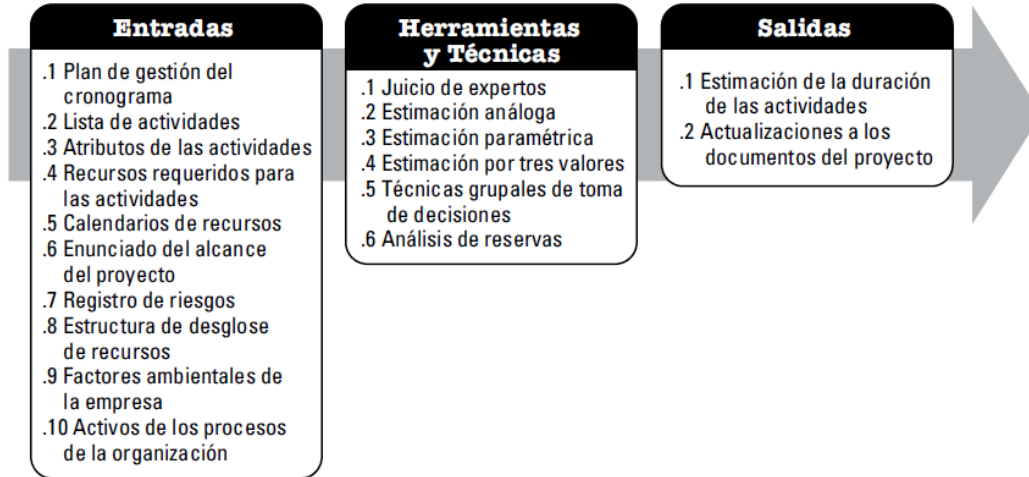 Entradas
.1 Plan de gestión del
cronograma
.2 Lista de actividades
.3 Atributos de las actividades
.4 Recursos requeridos para
las actividades
.5 Calendarios de recursos
.6 Enunciado del alcance
del proyecto
.7 Registro de riesgos
.8 Estructura de desglose
de recursos
.9 Factores ambientales de
la empresa
.10 Activos de los procesos
de la organización
Herramientas
y Técnicas
.1 Juicio de expertos
.2 Estimación análoga
.3 Estimación paramétrica
.4 Estimación por tres valores
.5 Técnicas grupales de toma
de decisiones
.6 Análisis de reservas
Salidas
.1 Estimación de la duración
de las actividades
.2 Actualizaciones a los
documentos del proyecto